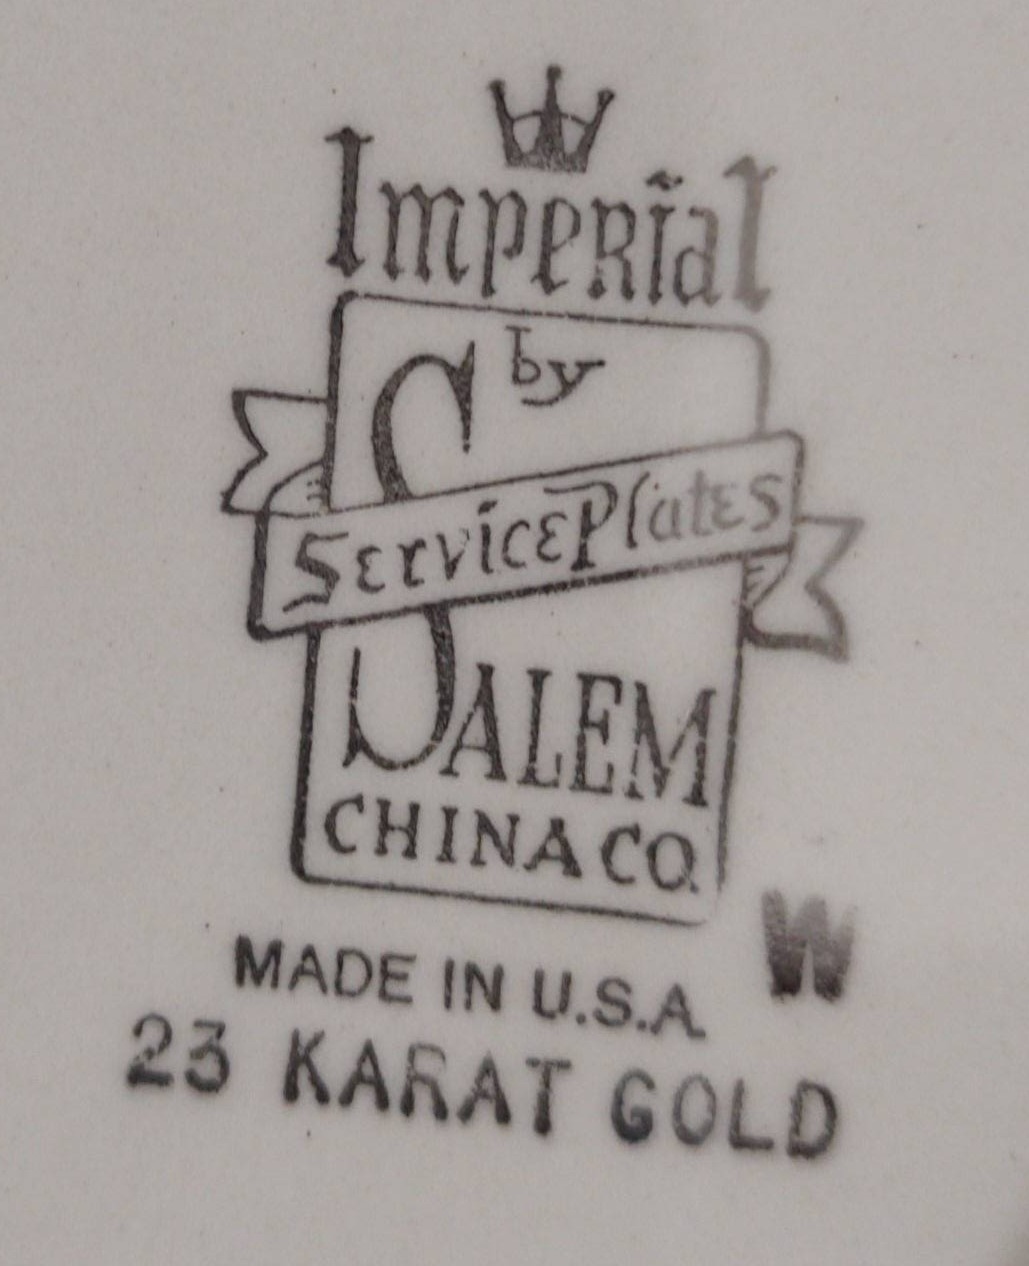 Imperial
by
Service Plates
SALEM
CHINA CO.
W
MADE IN U.S.A.
23 KARAT GOLD